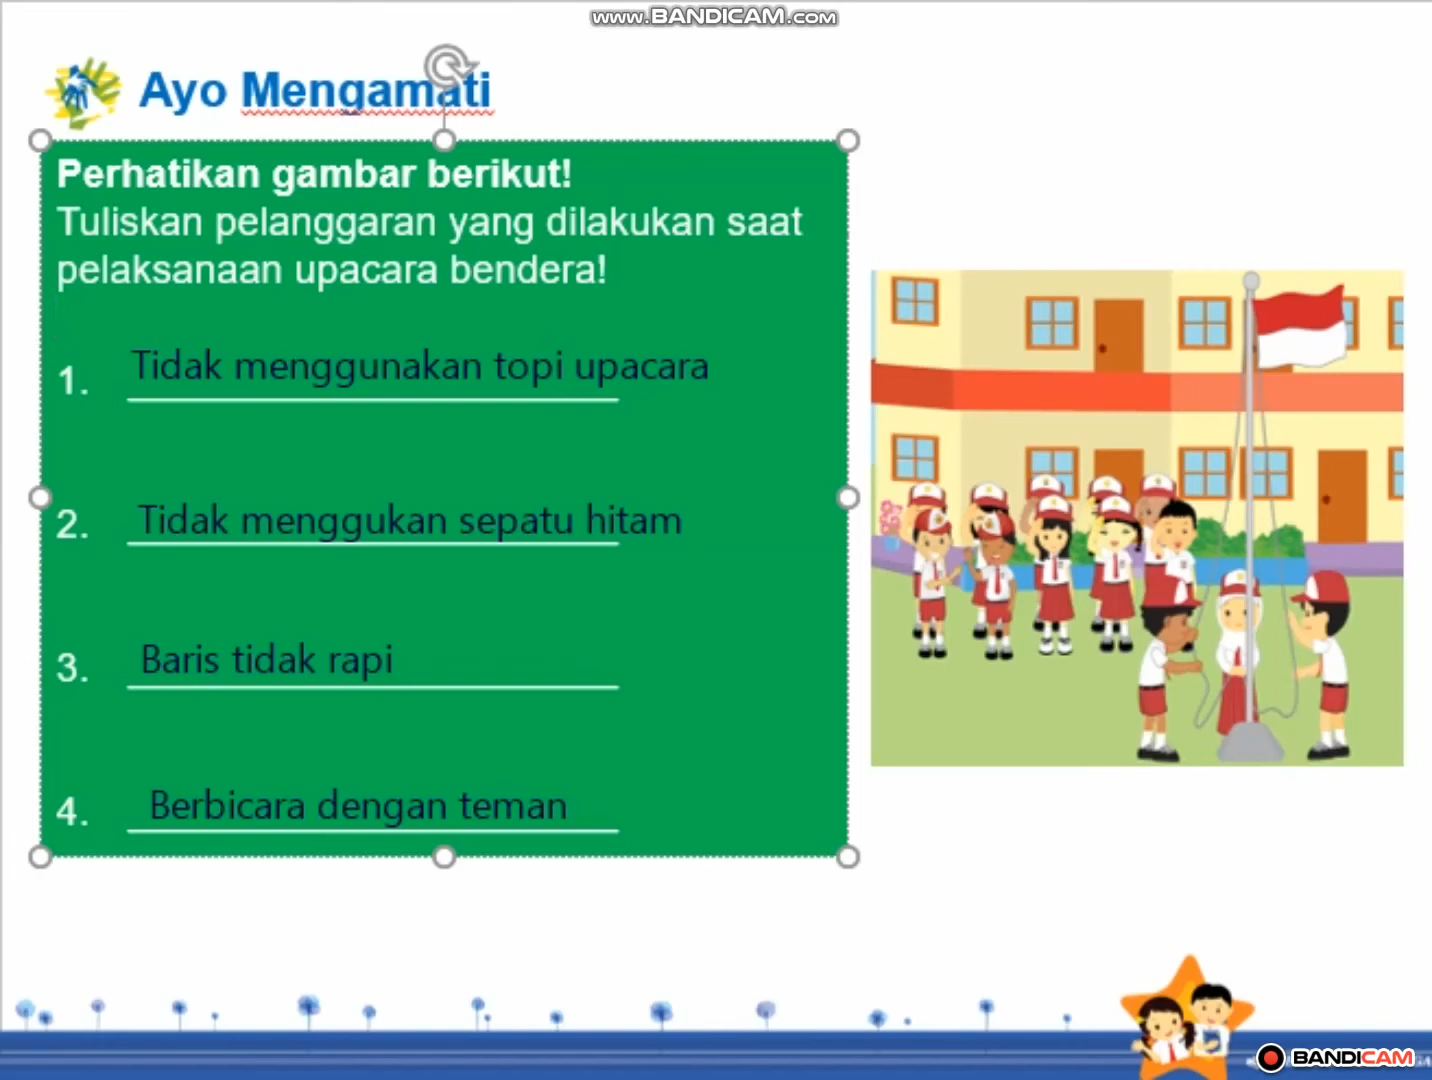 www.BANDICAM.com
Ayo Mengamati
Perhatikan gambar berikut!
Tuliskan pelanggaran yang dilakukan saat
pelaksanaan upacara bendera!
1. Tidak menggunakan topi upacara
2. Tidak menggukan sepatu hitam
3. Baris tidak rapi
4. Berbicara dengan teman
BANDICAM